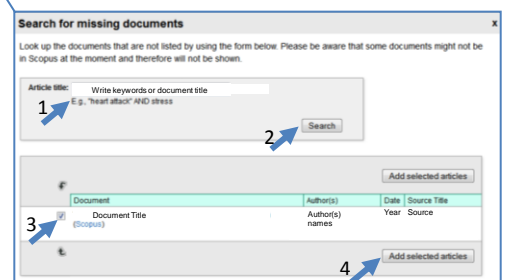 Search for missing documents x
Look up the documents that are not listed by using the form below. Please be aware that some documents might not be
in Scopus at the moment and therefore will not be shown.
Article title: Write keywords or document title
1 E.g., "heart attack" AND stress
2 Search
Add selected articles
Document Author(s) Date Source Title
3 Document Title Author(s) Year Source
(Scopus) names
4 Add selected articles